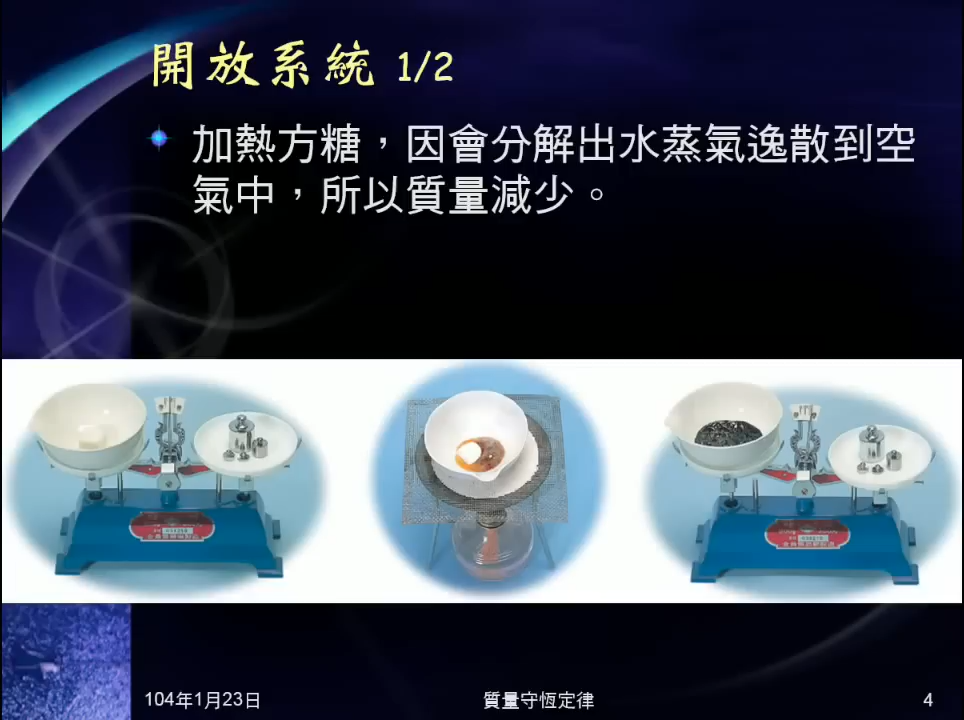 開放系統 1/2
加熱方糖，因會分解出水蒸氣逸散到空
氣中，所以質量減少。
104年1月23日
質量守恆定律
4